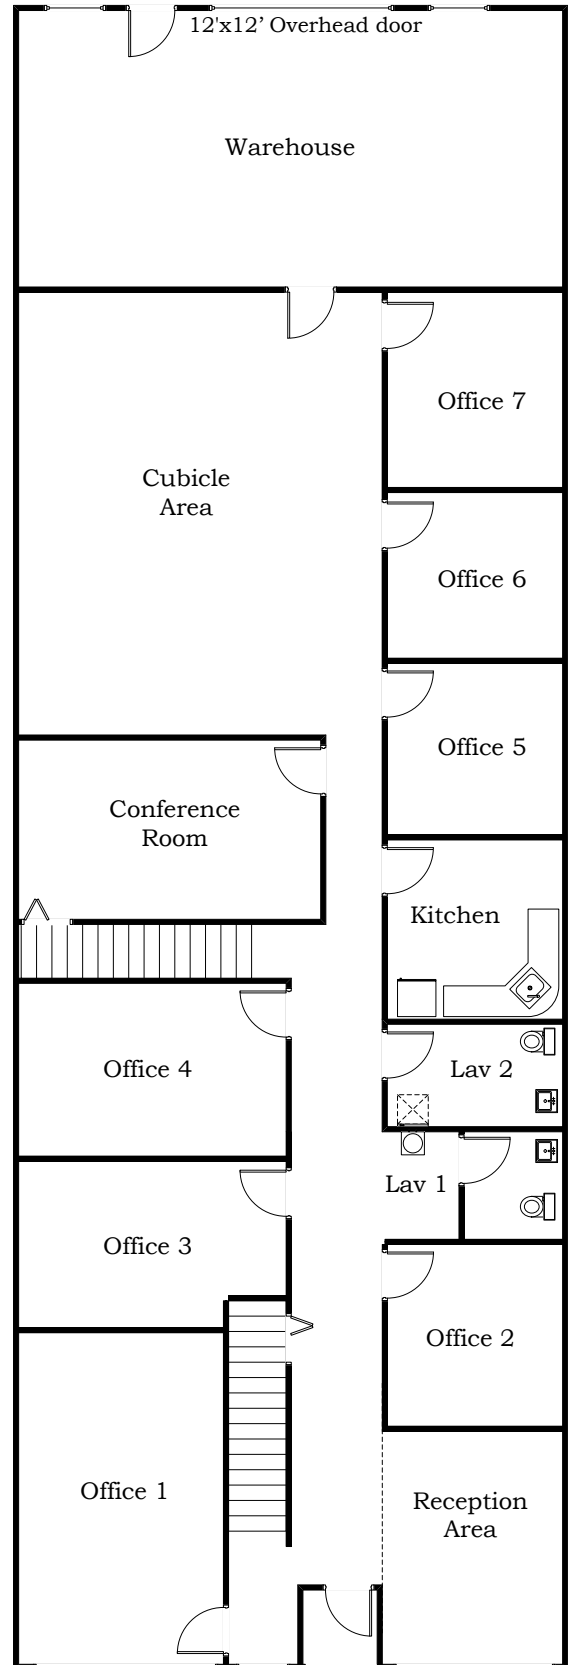 12'x12’ Overhead door
Warehouse
Office 7
Cubicle
Area
Office 6
Office 5
Conference
Room
Kitchen
Office 4
Lav 2
Lav 1
Office 3
Office 2
Office 1
Reception
Area